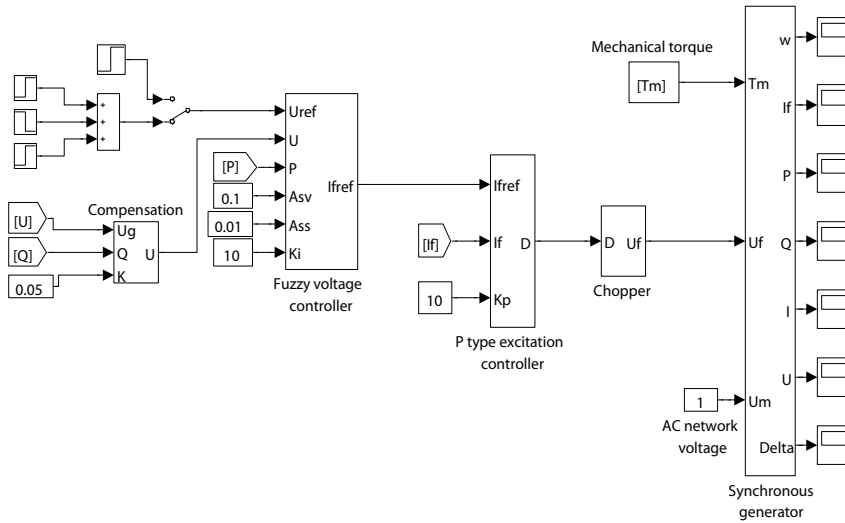 +
+
+
[U]
[Q]
0.05
Compensation
Ug
Q
K
U
[P]
0.1
0.01
10
Uref
U
P
Asv
Ass
Ki
Ifref
Fuzzy voltage
controller
[If]
10
Ifref
If
Kp
D
P type excitation
controller
D
Uf
Chopper
Mechanical torque
[Tm]
1
AC network
voltage
Tm
Uf
Um
w
If
P
Q
I
U
Delta
Synchronous
generator